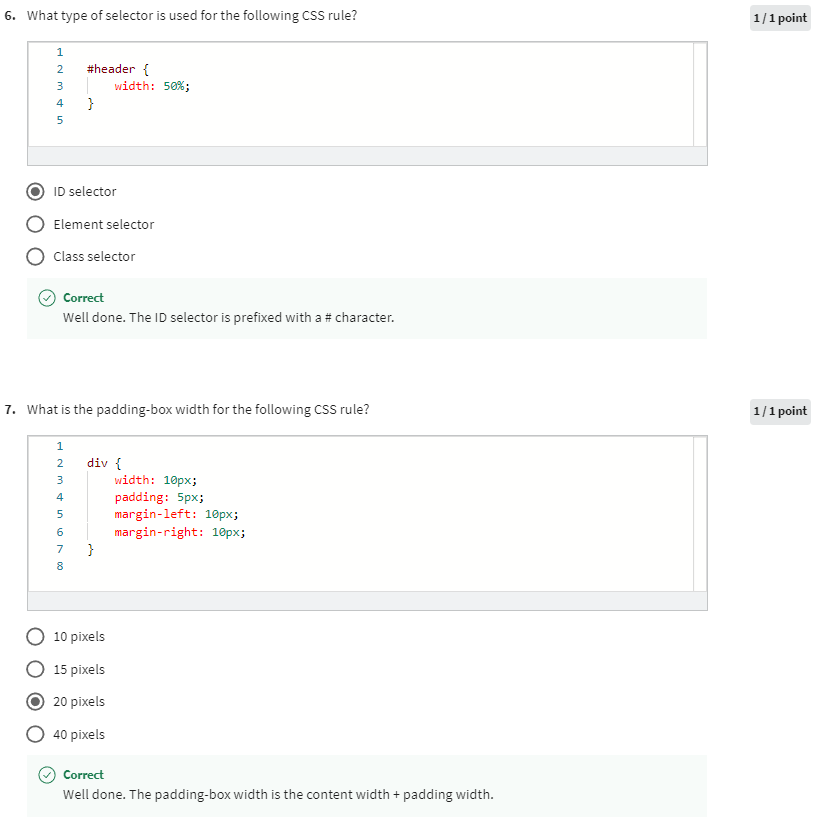 6. What type of selector is used for the following CSS rule?
1 / 1 point
1
2 #header {
3 width: 50%;
4 }
5
ID selector
Element selector
Class selector
Correct
Well done. The ID selector is prefixed with a # character.
7. What is the padding-box width for the following CSS rule?
1 / 1 point
1
2 div {
3 width: 10px;
4 padding: 5px;
5 margin-left: 10px;
6 margin-right: 10px;
7 }
8
10 pixels
15 pixels
20 pixels
40 pixels
Correct
Well done. The padding-box width is the content width + padding width.